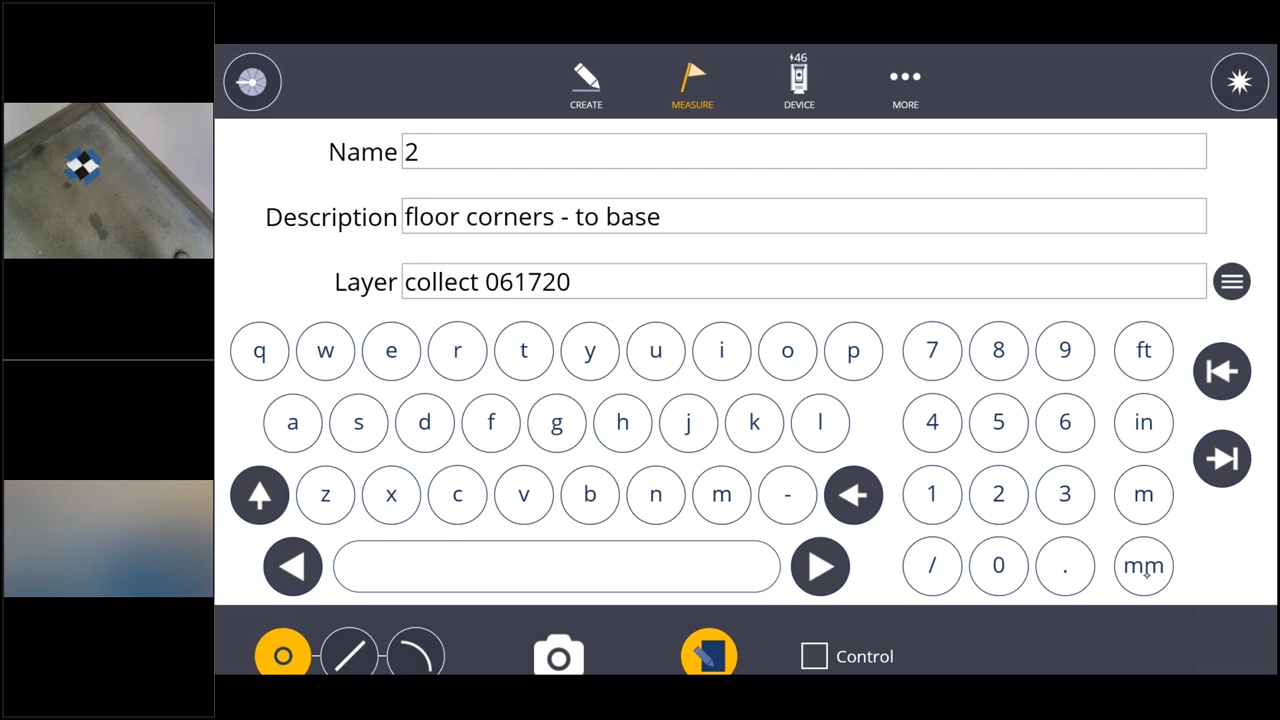 46
CREATE MEASURE DEVICE MORE
Name 2
Description floor corners - to base
Layer collect 061720
q w e r t y u i o p 7 8 9 ft
a s d f g h j k l 4 5 6 in
z x c v b n m - 1 2 3 m
/ 0 . mm
Control